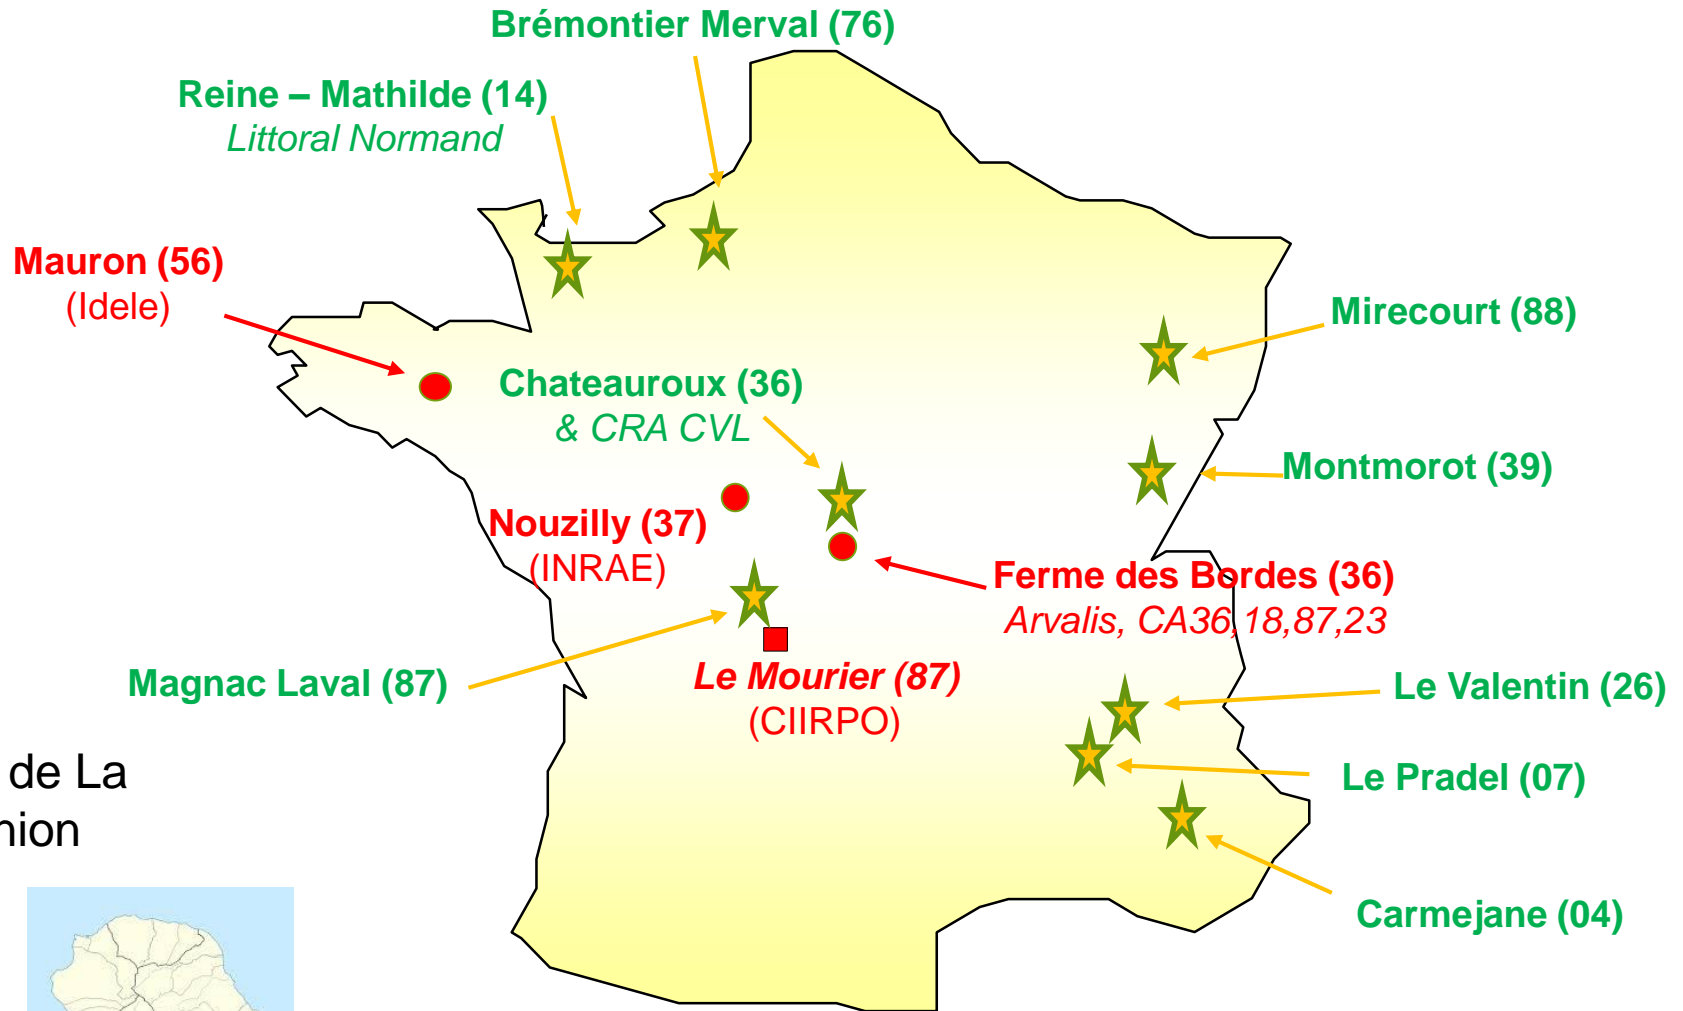 Brémontier Merval (76)
Reine – Mathilde (14)
Littoral Normand
Mauron (56)
(Idele)
Mirecourt (88)
Chateauroux (36)
& CRA CVL
Montmorot (39)
Nouzilly (37)
(INRAE)
Ferme des Bordes (36)
Arvalis, CA36,18,87,23
Magnac Laval (87)
Le Mourier (87)
(CIIRPO)
Le Valentin (26)
Le Pradel (07)
de La
nion
Carmejane (04)